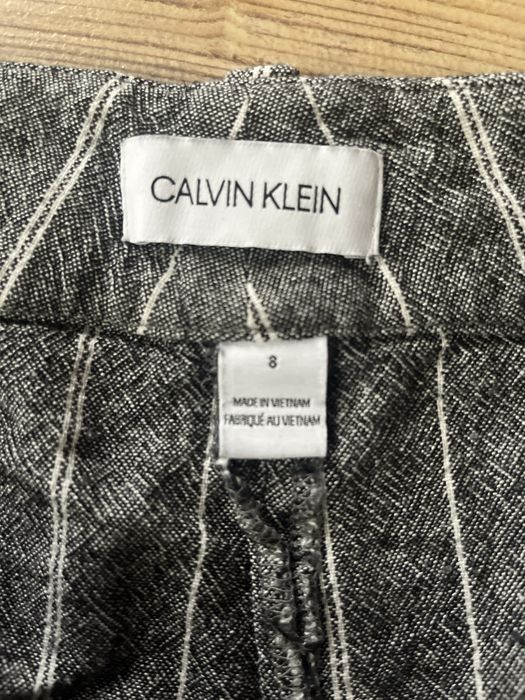 CALVIN KLEIN
8
MADE IN VIETNAM
FABRIQUÉ AU VIETNAM